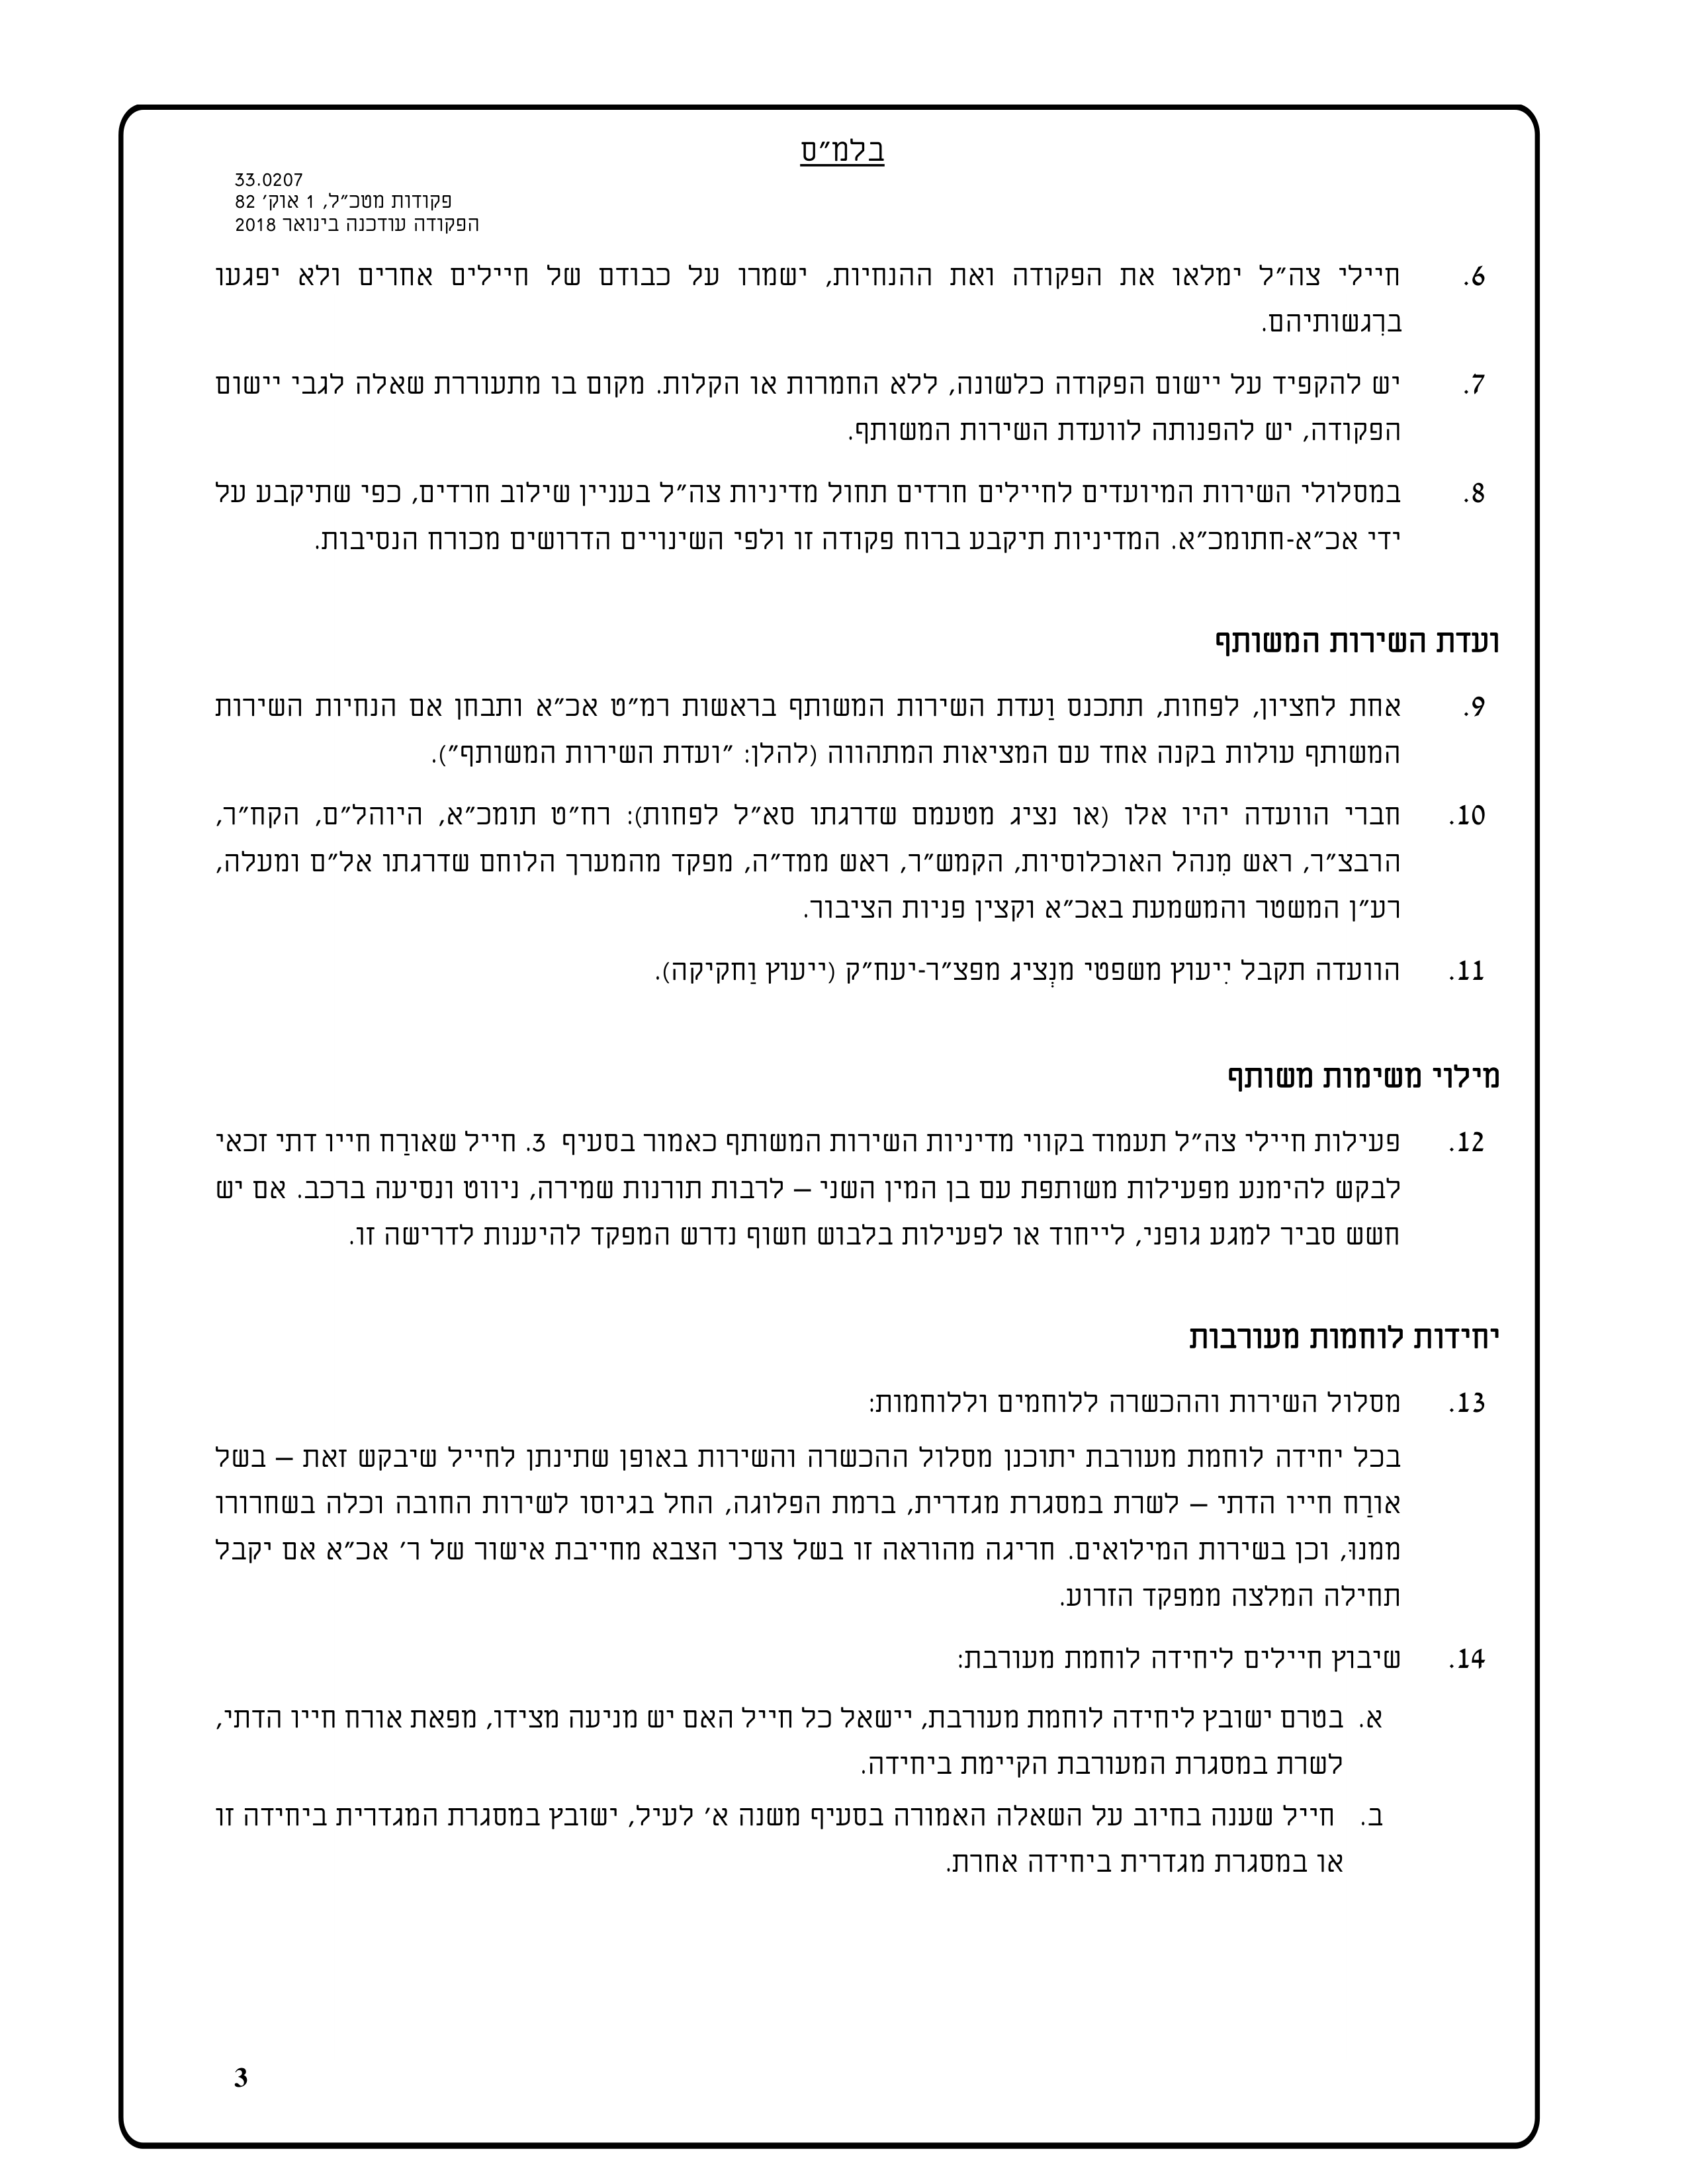 בלמ"ס
33.0207
פקודות מטכ"ל, 1 אוק' 82
הפקודה עודכנה בינואר 2018
6. חיילי צה"ל ימלאו את הפקודה ואת ההנחיות, ישמרו על כבודם של חיילים אחרים ולא יפגעו
ברִגשותיהם.
7. יש להקפיד על יישום הפקודה כלשונה, ללא החמרות או הקלות. מקום בו מתעוררת שאלה לגבי יישום
הפקודה, יש להפנותה לוועדת השירות המשותף.
8. במסלולי השירות המיועדים לחיילים חרדים תחול מדיניות צה"ל בעניין שילוב חרדים, כפי שתיקבע על
ידי אכ"א-חתומכ"א. המדיניות תיקבע ברוח פקודה זו ולפי השינויים הדרושים מכורח הנסיבות.
ועדת השירות המשותף
9. אחת לחציון, לפחות, תתכנס וַעדת השירות המשותף בראשות רמ"ט אכ"א ותבחן אם הנחיות השירות
המשותף עולות בקנה אחד עם המציאות המתהווה (להלן: "ועדת השירות המשותף").
10. חברי הוועדה יהיו אלו (או נציג מטעמם שדרגתו סא"ל לפחות): רח"ט תומכ"א, היוהל"ם, הקח"ר,
הרבצ"ר, ראש מִנהל האוכלוסיות, הקמש"ר, ראש ממד"ה, מפקד מהמערך הלוחם שדרגתו אל"ם ומעלה,
רע"ן המשטר והמשמעת באכ"א וקצין פניות הציבור.
11. הוועדה תקבל יִיעוץ משפטי מנְציג מפצ"ר-יעח"ק (ייעוץ וַחקיקה).
מילוי משימות משותף
12. פעילות חיילי צה"ל תעמוד בקווי מדיניות השירות המשותף כאמור בסעיף 3. חייל שאורַח חייו דתי זכאי
לבקש להימנע מפעילות משותפת עם בן המין השני – לרבות תורנות שמירה, ניווט ונסיעה ברכב. אם יש
חשש סביר למגע גופני, לייחוד או לפעילות בלבוש חשוף נדרש המפקד להיענות לדרישה זו.
יחידות לוחמות מעורבות
13. מסלול השירות וההכשרה ללוחמים וללוחמות:
בכל יחידה לוחמת מעורבת יתוכנן מסלול ההכשרה והשירות באופן שתינתן לחייל שיבקש זאת – בשל
אורַח חייו הדתי – לשרת במסגרת מגדרית, ברמת הפלוגה, החל בגיוסו לשירות החובה וכלה בשחרורו
ממנוּ, וכן בשירות המילואים. חריגה מהוראה זו בשל צרכי הצבא מחייבת אישור של ר' אכ"א אם יקבל
תחילה המלצה ממפקד הזרוע.
14. שיבוץ חיילים ליחידה לוחמת מעורבת:
א. בטרם ישובץ ליחידה לוחמת מעורבת, יישאל כל חייל האם יש מניעה מצידו, מפאת אורח חייו הדתי,
לשרת במסגרת המעורבת הקיימת ביחידה.
ב. חייל שענה בחיוב על השאלה האמורה בסעיף משנה א' לעיל, ישובץ במסגרת המגדרית ביחידה זו
או במסגרת מגדרית ביחידה אחרת.
3